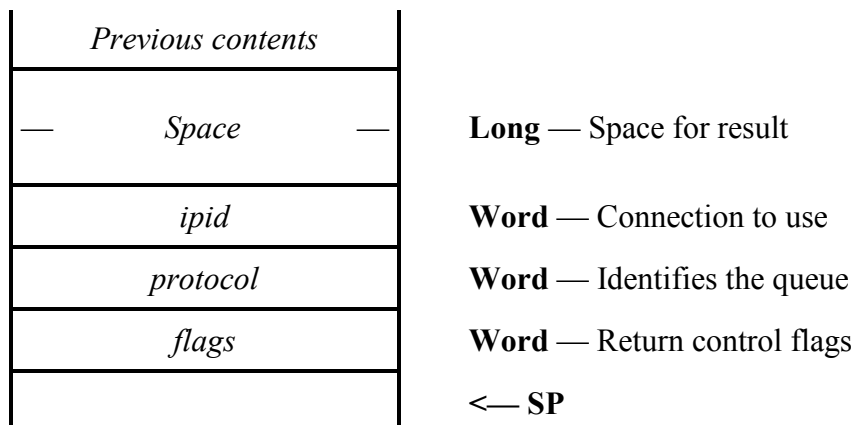 Previous contents
— Space — Long — Space for result
ipid Word — Connection to use
protocol Word — Identifies the queue
flags Word — Return control flags
<— SP